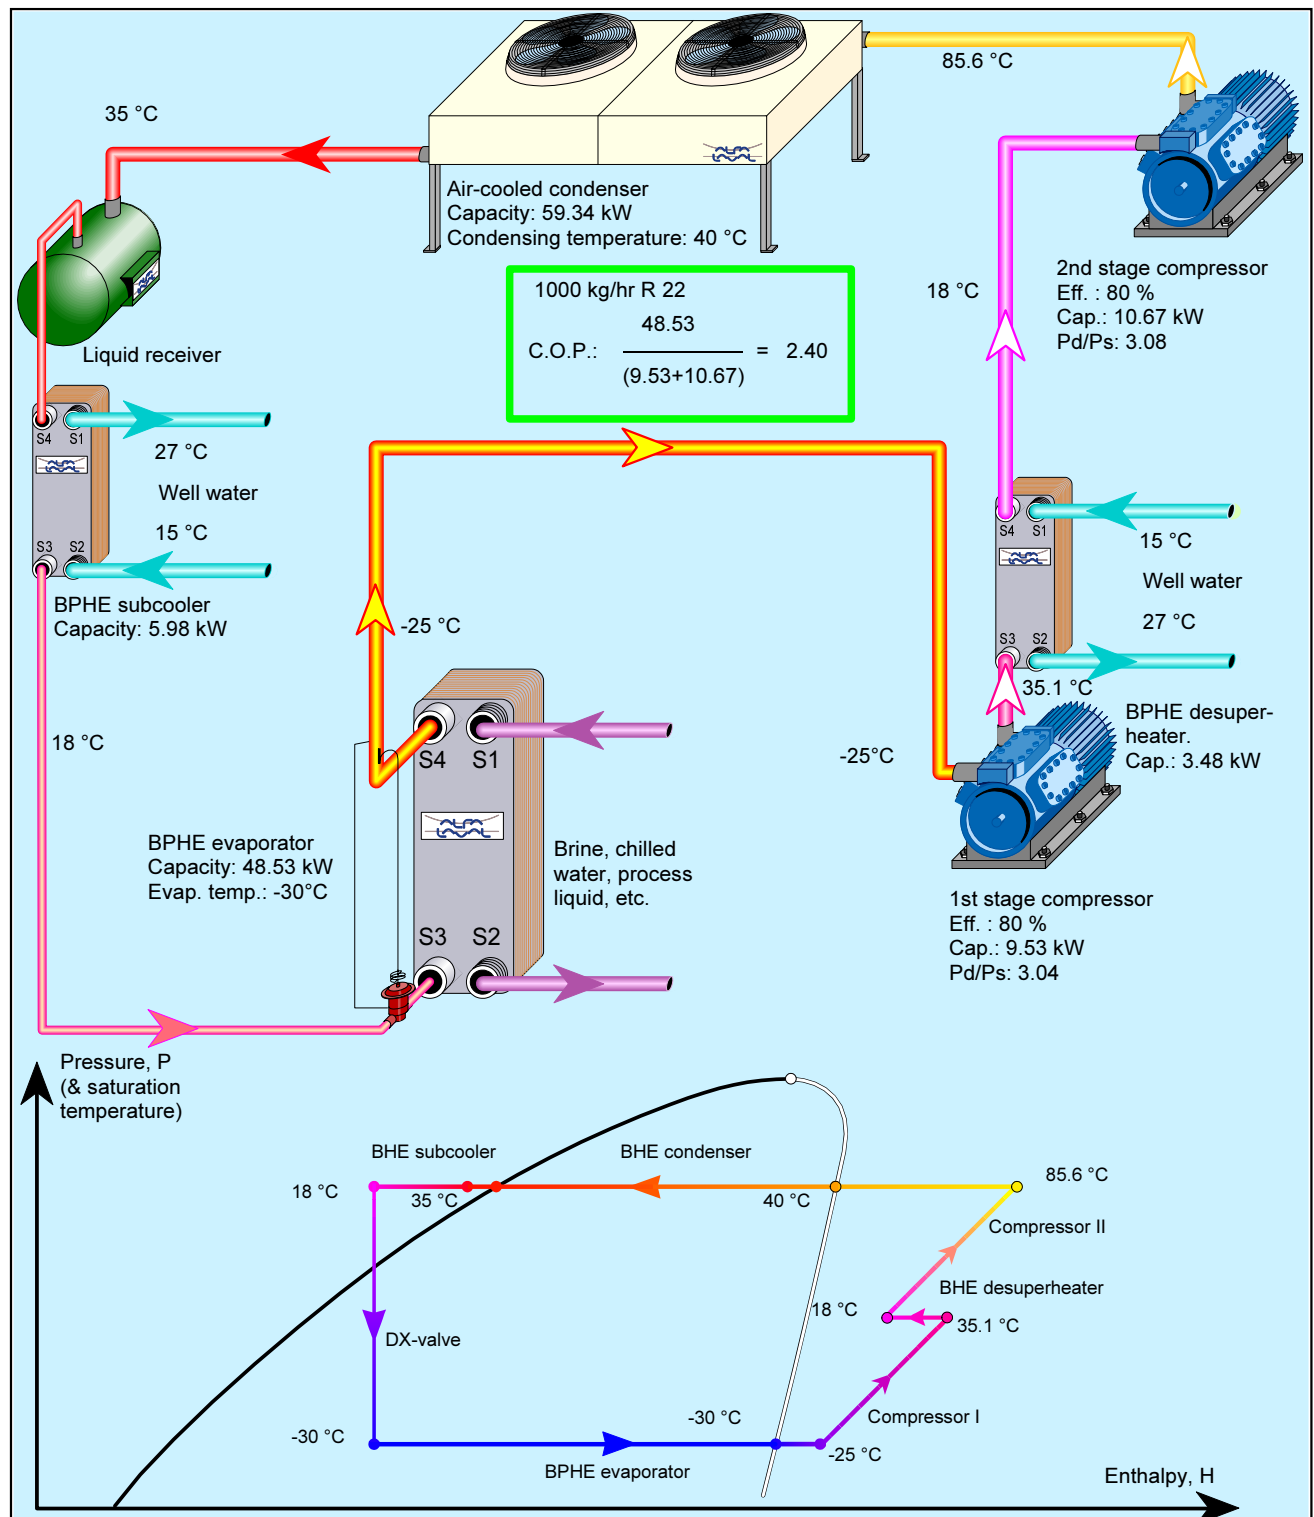 85.6 °C
35 °C
Air-cooled condenser
Capacity: 59.34 kW
Condensing temperature: 40 °C
2nd stage compressor
Eff. : 80 %
Cap.: 10.67 kW
Pd/Ps: 3.08
18 °C
1000 kg/hr R 22
48.53
C.O.P.: = 2.40
(9.53+10.67)
Liquid receiver
S4 S1
27 °C
Well water
15 °C
S3 S2
BPHE subcooler
Capacity: 5.98 kW
S4 S1
15 °C
Well water
27 °C
S3 S2
35.1 °C
BPHE desuper-
heater.
Cap.: 3.48 kW
-25 °C
18 °C
-25°C
S4 S1
BPHE evaporator
Capacity: 48.53 kW
Evap. temp.: -30°C
Brine, chilled
water, process
liquid, etc.
S3 S2
1st stage compressor
Eff. : 80 %
Cap.: 9.53 kW
Pd/Ps: 3.04
Pressure, P
(& saturation
temperature)
BHE subcooler
BHE condenser
18 °C
35 °C
40 °C
85.6 °C
Compressor II
BHE desuperheater
18 °C
35.1 °C
DX-valve
Compressor I
-30 °C
-30 °C
-25 °C
BPHE evaporator
Enthalpy, H